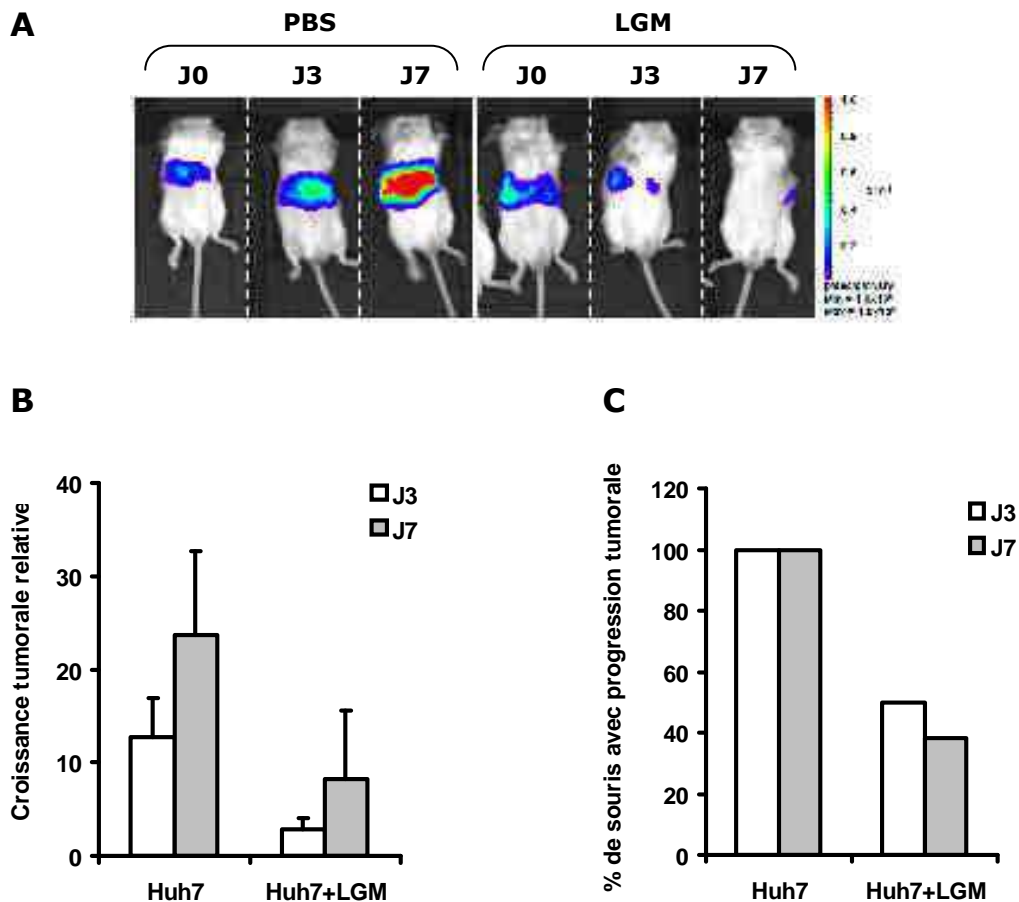 A
PBS LGM
J0 J3 J7 J0 J3 J7
B
C
Croissance tumorale relative
40
30
20
10
0
J3
J7
Huh7 Huh7+LGM
% de souris avec progression tumorale
120
100
80
60
40
20
0
J3
J7
Huh7 Huh7+LGM